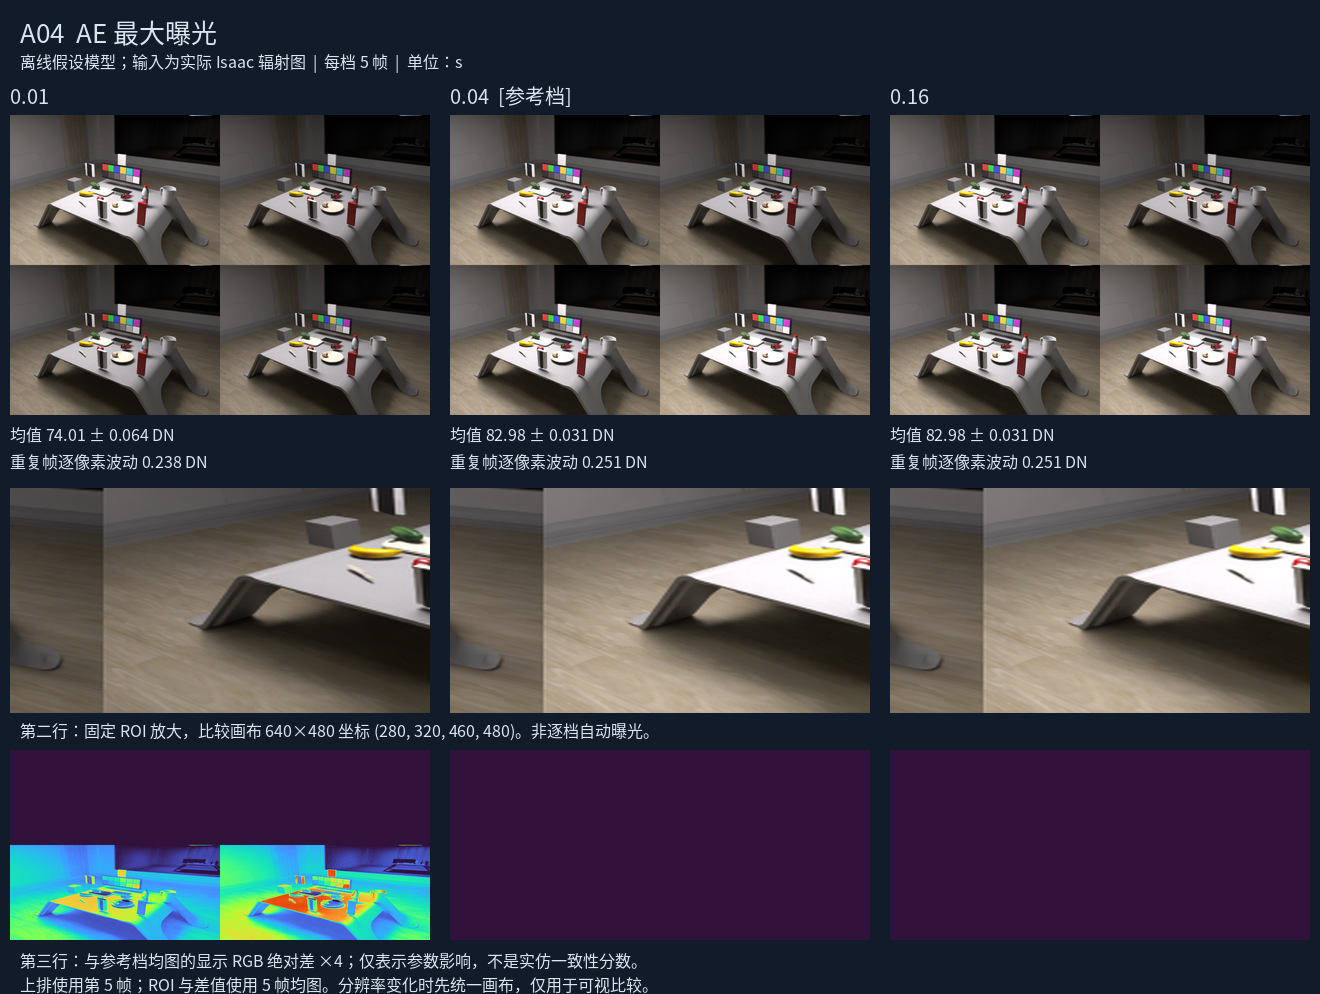 A04 AE 最大曝光
离线假设模型；输入为实际 Isaac 辐射图 | 每档 5 帧 | 单位：s
0.01
0.04 [参考档]
0.16
均值 74.01 ± 0.064 DN
重复帧逐像素波动 0.238 DN
均值 82.98 ± 0.031 DN
重复帧逐像素波动 0.251 DN
均值 82.98 ± 0.031 DN
重复帧逐像素波动 0.251 DN
第二行：固定 ROI 放大，比较画布 640×480 坐标 (280, 320, 460, 480)。非逐档自动曝光。
第三行：与参考档均图的显示 RGB 绝对差 ×4；仅表示参数影响，不是实仿一致性分数。
上排使用第 5 帧；ROI 与差值使用 5 帧均图。分辨率变化时先统一画布，仅用于可视比较。